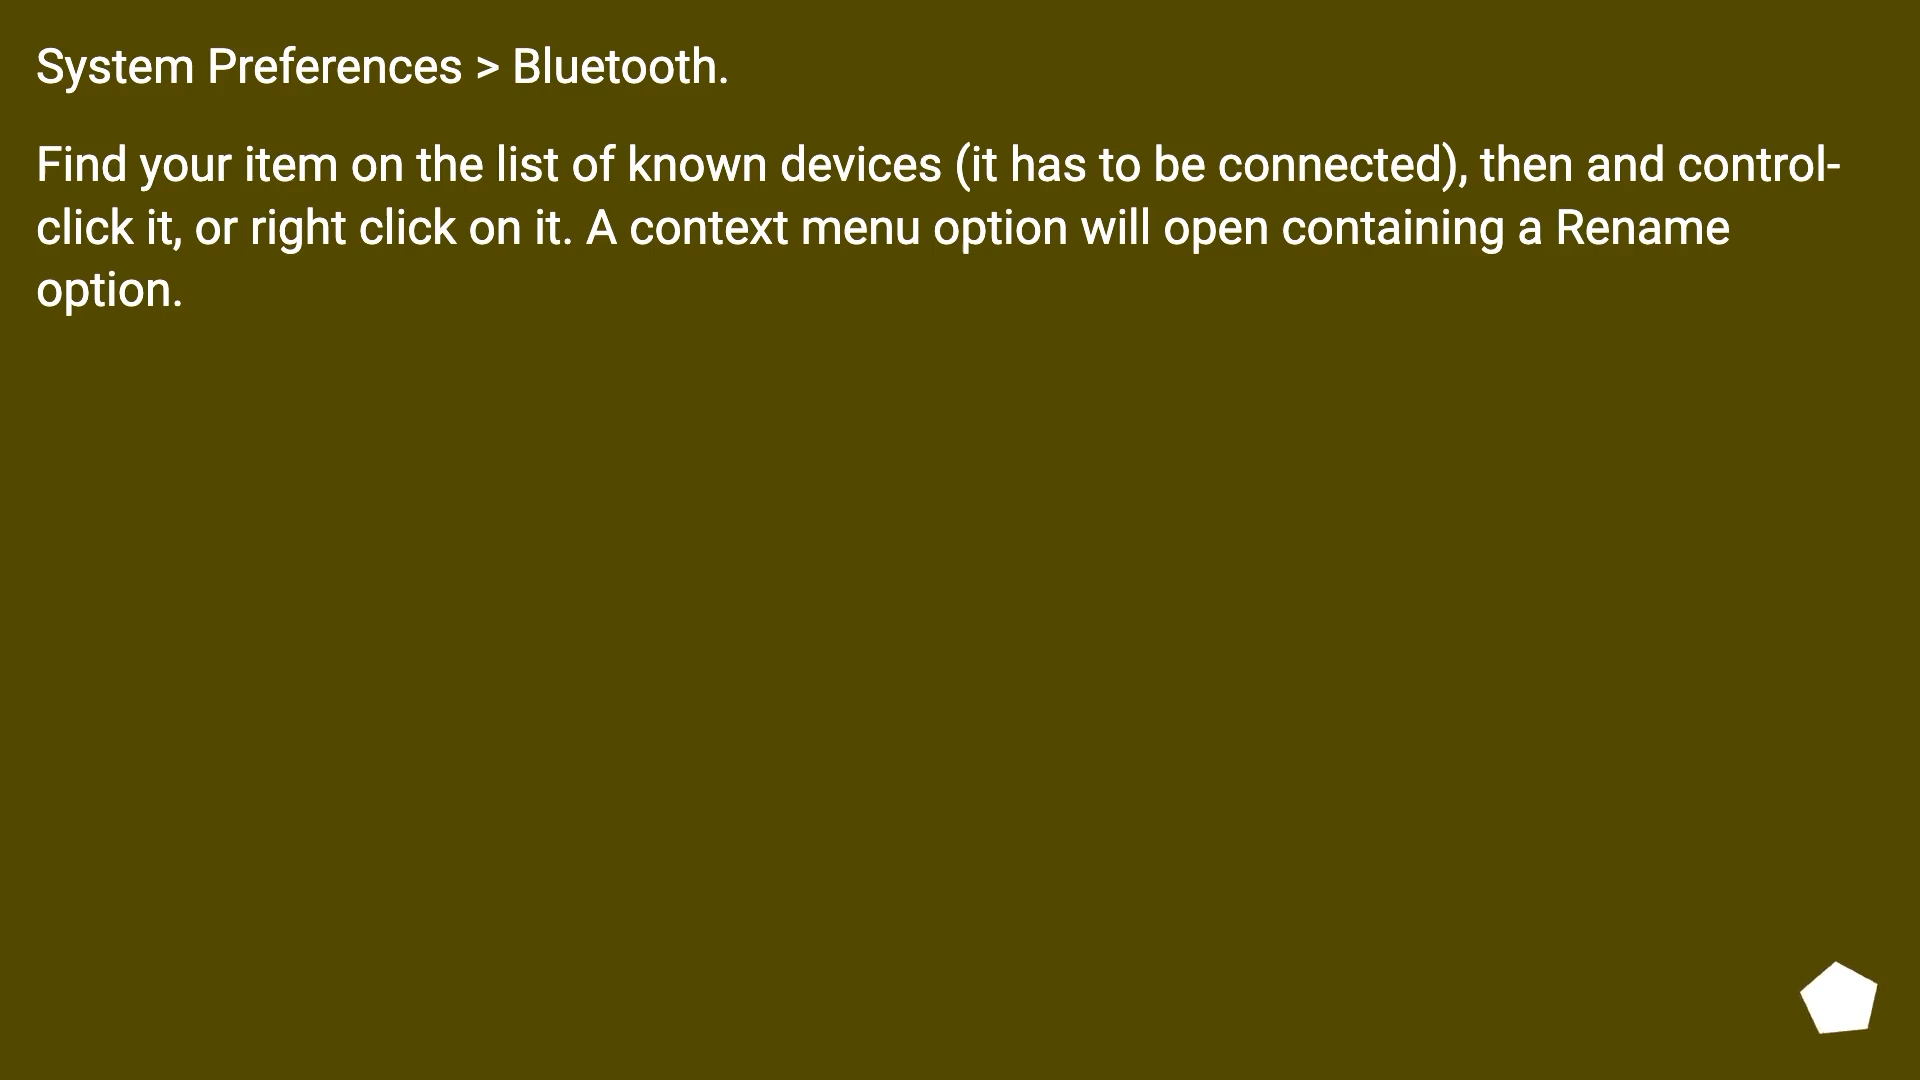 System Preferences > Bluetooth.
Find your item on the list of known devices (it has to be connected), then and control-
click it, or right click on it. A context menu option will open containing a Rename
option.